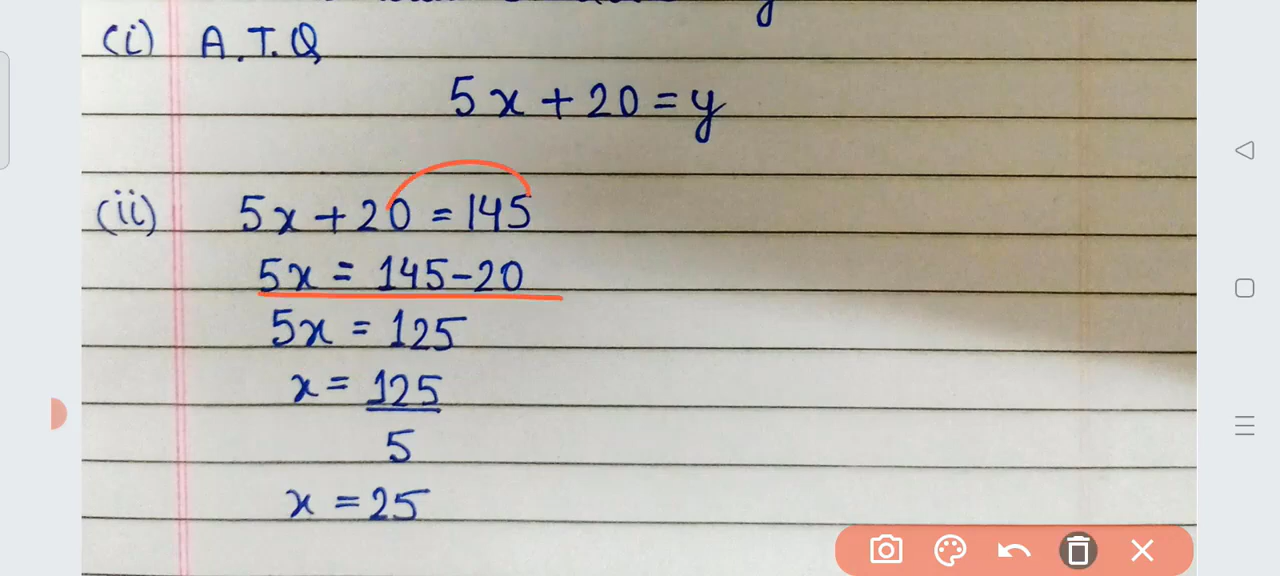 (i) A.T.Q
5x + 20 = y
(ii) 5x + 20 = 145
5x = 145 - 20
5x = 125
x = 125
5
x = 25